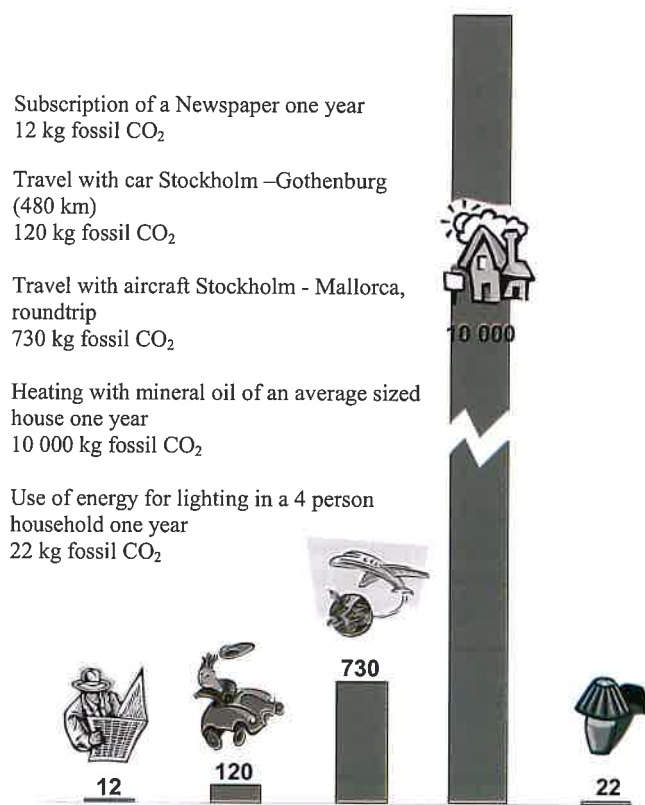 Subscription of a Newspaper one year
12 kg fossil CO₂
Travel with car Stockholm –Gothenburg
(480 km)
120 kg fossil CO₂
Travel with aircraft Stockholm - Mallorca,
roundtrip
730 kg fossil CO₂
Heating with mineral oil of an average sized
house one year
10 000 kg fossil CO₂
Use of energy for lighting in a 4 person
household one year
22 kg fossil CO₂
10 000
730
120
12
22